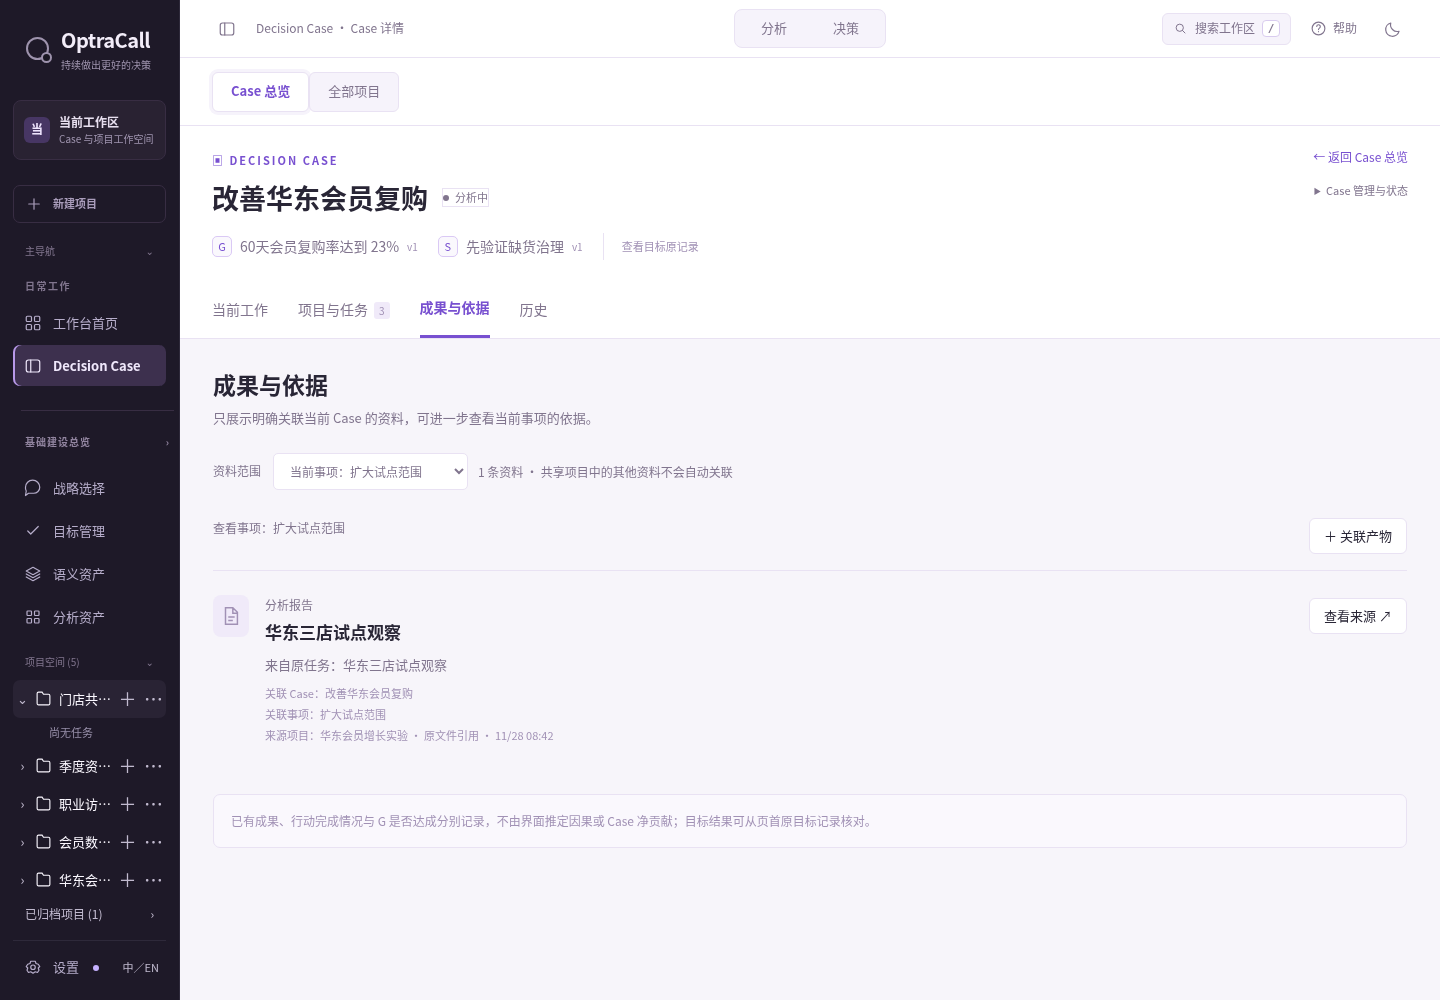 OptraCall
持续做出更好的决策
当
当前工作区
Case 与项目工作空间
＋ 新建项目
主导航
日常工作
工作台首页
Decision Case
基础建设总览
战略选择
目标管理
语义资产
分析资产
项目空间 (5)
门店共…
尚无任务
季度资…
职业访…
会员数…
华东会…
已归档项目 (1)
设置
中／EN
Decision Case · Case 详情
分析
决策
搜索工作区 /
帮助
Case 总览
全部项目
DECISION CASE
改善华东会员复购
分析中
← 返回 Case 总览
▶ Case 管理与状态
G 60天会员复购率达到 23% v1
S 先验证缺货治理 v1
查看目标原记录
当前工作
项目与任务 3
成果与依据
历史
成果与依据
只展示明确关联当前 Case 的资料，可进一步查看当前事项的依据。
资料范围
当前事项：扩大试点范围
1 条资料 · 共享项目中的其他资料不会自动关联
查看事项：扩大试点范围
＋ 关联产物
分析报告
华东三店试点观察
查看来源 ↗
来自原任务：华东三店试点观察
关联 Case：改善华东会员复购
关联事项：扩大试点范围
来源项目：华东会员增长实验 · 原文件引用 · 11/28 08:42
已有成果、行动完成情况与 G 是否达成分别记录，不由界面推定因果或 Case 净贡献；目标结果可从页首原目标记录核对。